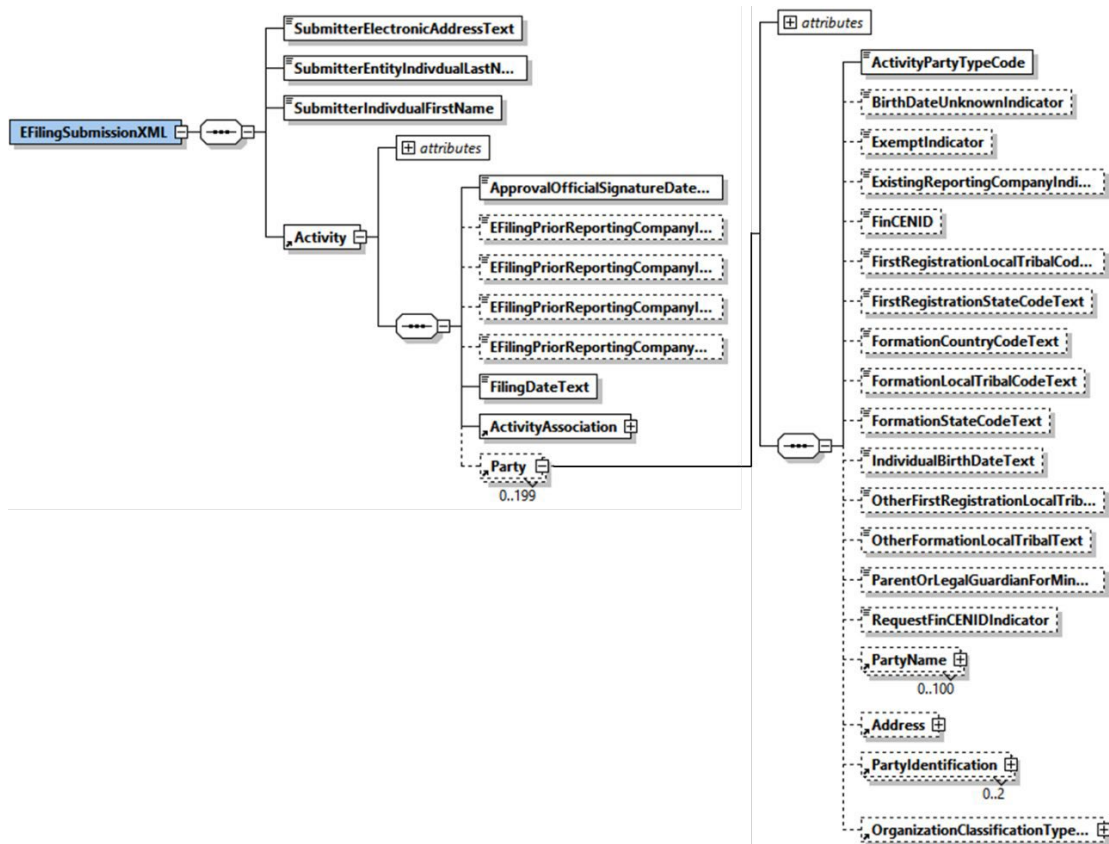 EFilingSubmissionXML
SubmitterElectronicAddressText
SubmitterEntityIndivdualLastN...
SubmitterIndivdualFirstName
Activity
attributes
ApprovalOfficialSignatureDate...
EFilingPriorReportingCompanyI...
EFilingPriorReportingCompanyI...
EFilingPriorReportingCompanyI...
EFilingPriorReportingCompany...
FilingDateText
ActivityAssociation
Party
0..199
attributes
ActivityPartyTypeCode
BirthDateUnknownIndicator
ExemptIndicator
ExistingReportingCompanyIndi...
FinCENID
FirstRegistrationLocalTribalCod...
FirstRegistrationStateCodeText
FormationCountryCodeText
FormationLocalTribalCodeText
FormationStateCodeText
IndividualBirthDateText
OtherFirstRegistrationLocalTrib...
OtherFormationLocalTribalText
ParentOrLegalGuardianForMin...
RequestFinCENIDIndicator
PartyName
0..100
Address
PartyIdentification
0..2
OrganizationClassificationType...